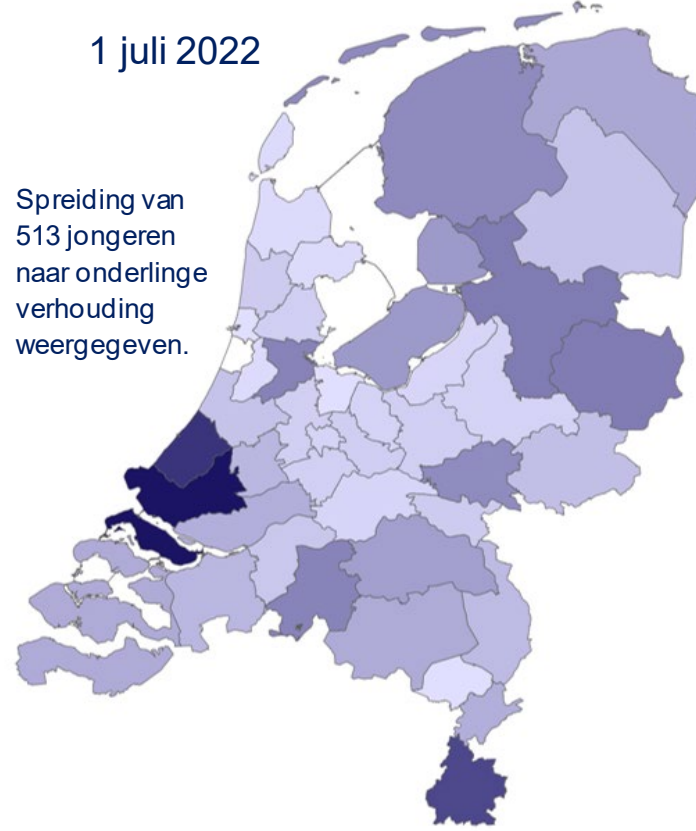 1 juli 2022
Spreiding van
513 jongeren
naar onderlinge
verhouding
weergegeven.